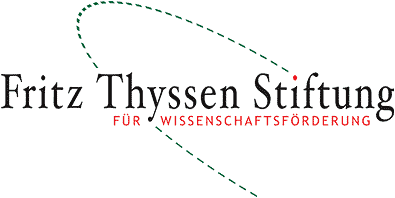 Fritz Thyssen Stiftung
FÜR WISSENSCHAFTSFÖRDERUNG